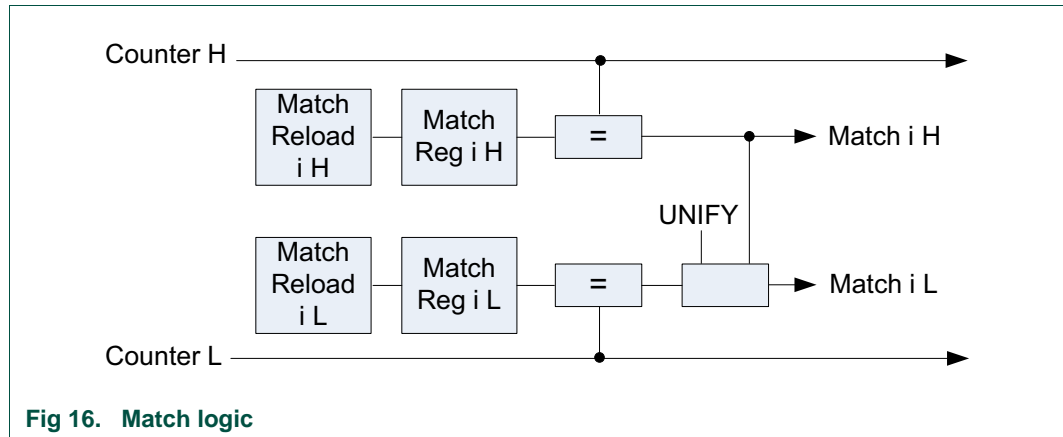 Counter H
Match
Reload
i H
Match
Reg i H
=
Match i H
UNIFY
Match
Reload
i L
Match
Reg i L
=
Match i L
Counter L
Fig 16. Match logic